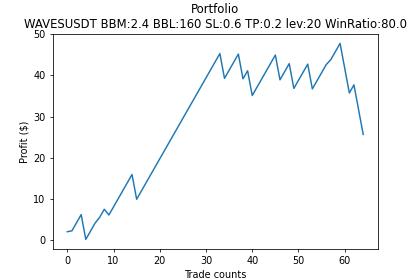 Portfolio
WAVESUSDT BBM:2.4 BBL:160 SL:0.6 TP:0.2 lev:20 WinRatio:80.0
50
40
30
20
10
0
Profit ($)
0 10 20 30 40 50 60
Trade counts